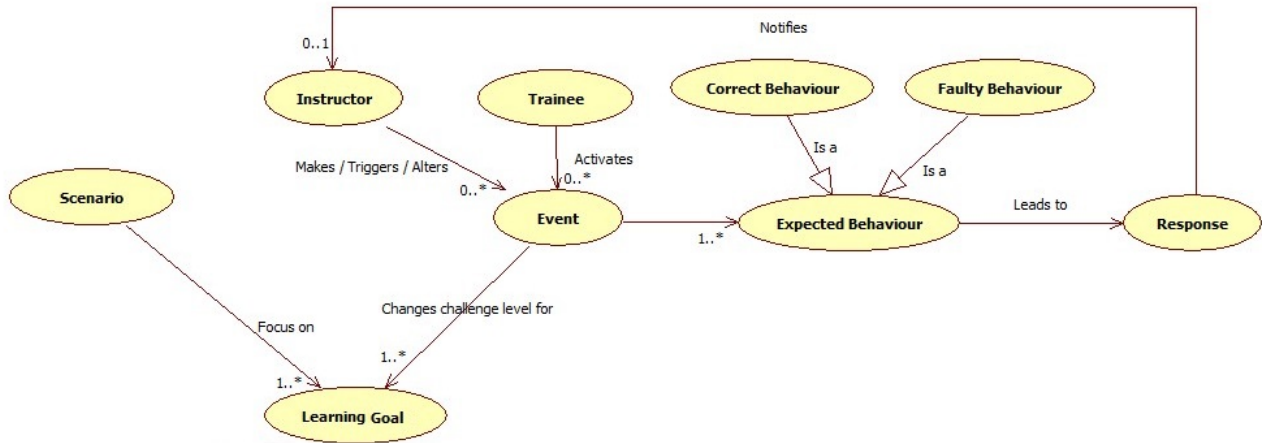 Notifies
0..1
Instructor
Trainee
Correct Behaviour
Faulty Behaviour
Makes / Triggers / Alters
Activates
Is a
Is a
0..*
0..*
Scenario
Event
1..*
Expected Behaviour
Leads to
Response
Changes challenge level for
Focus on
1..*
1..*
Learning Goal